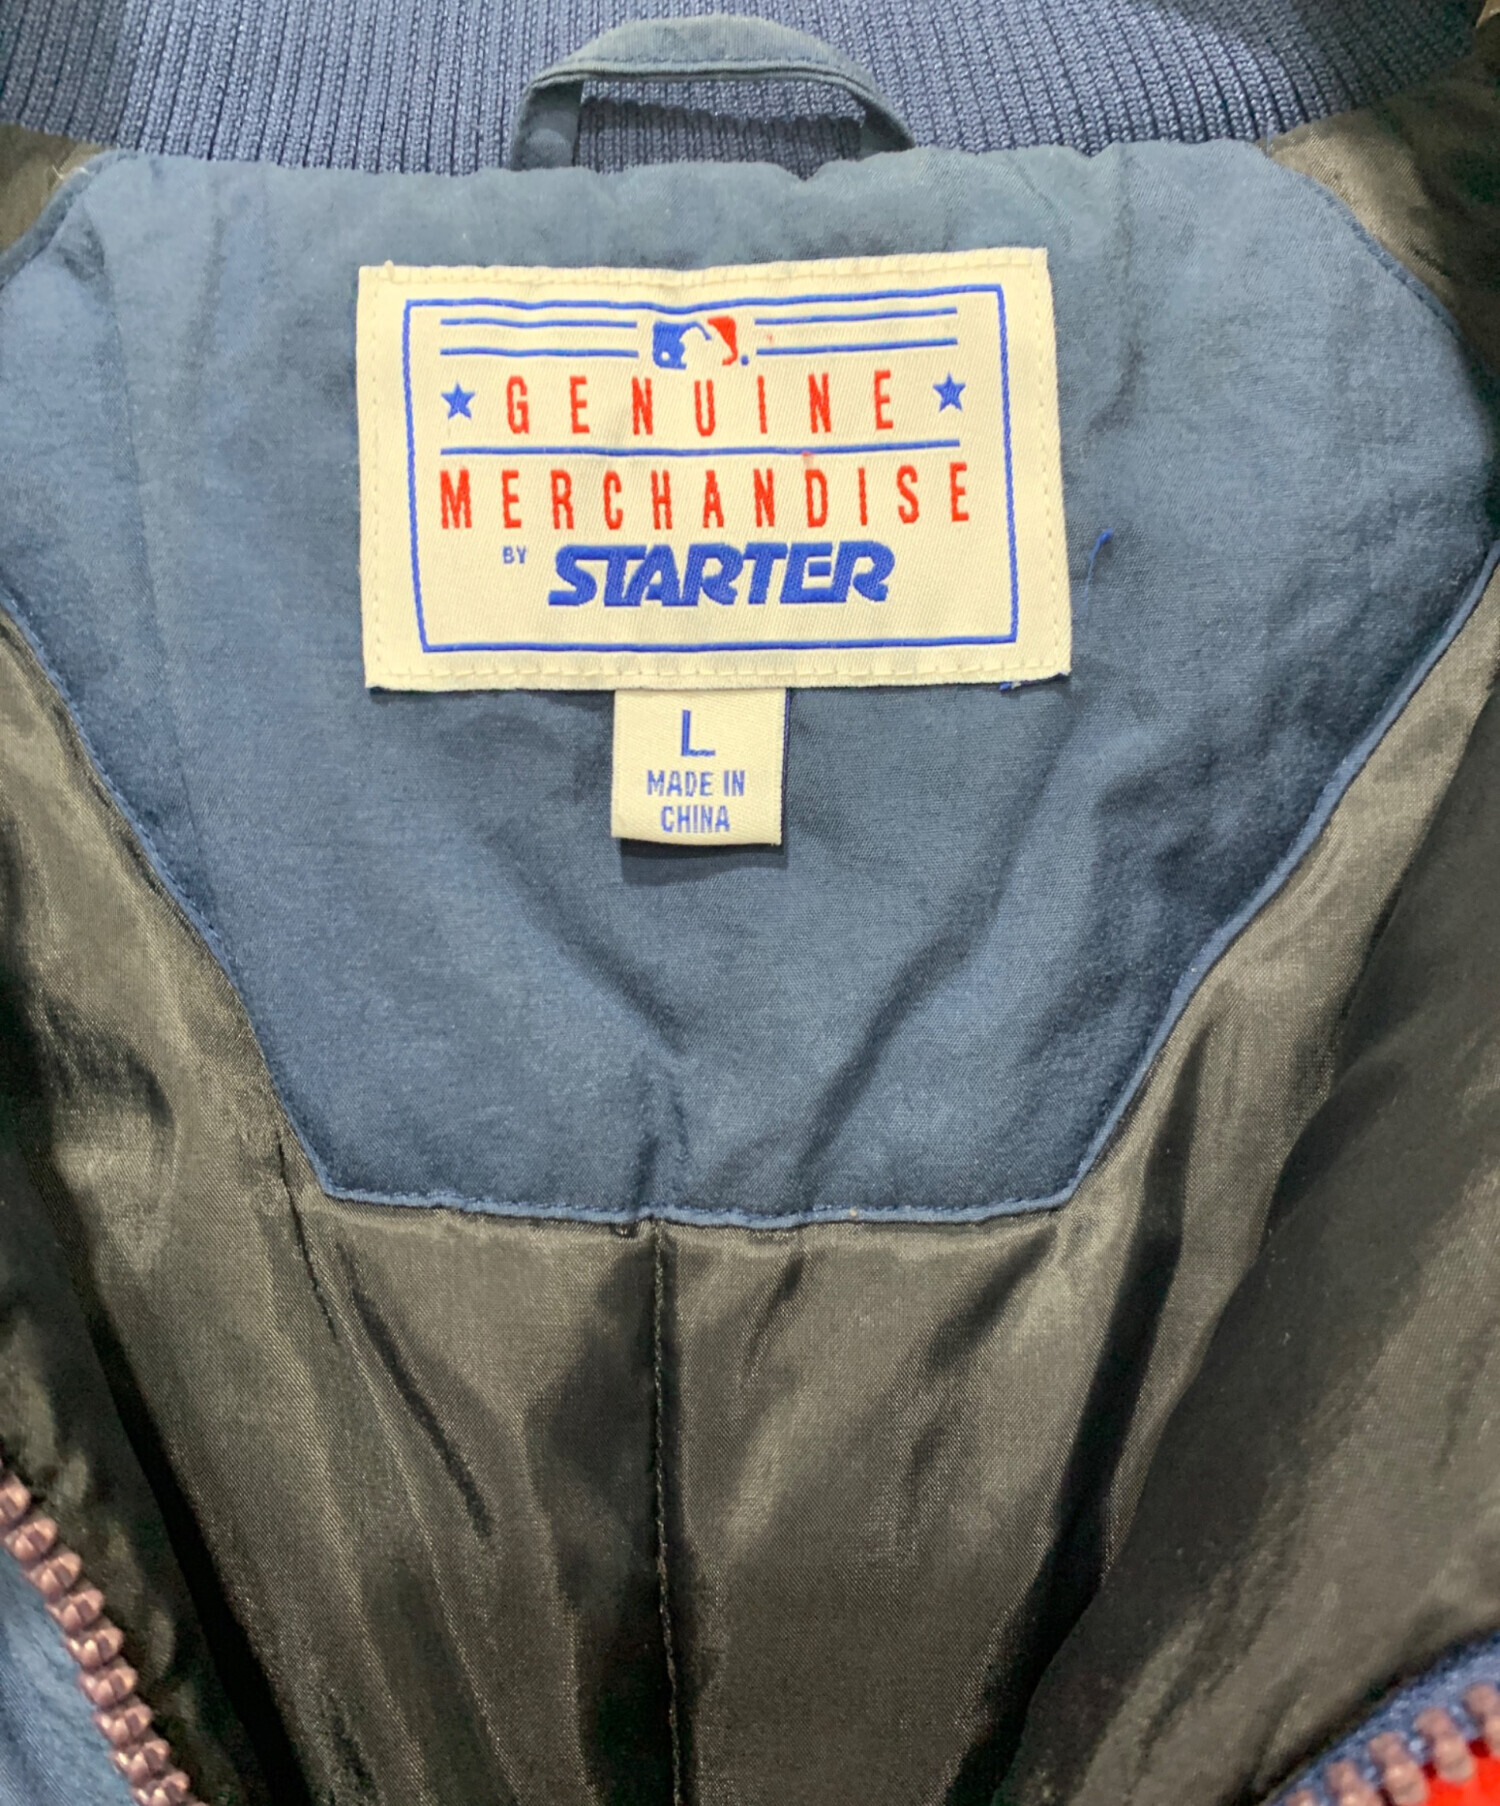 GENUINE
MERCHANDISE
BY STARTER
L
MADE IN
CHINA